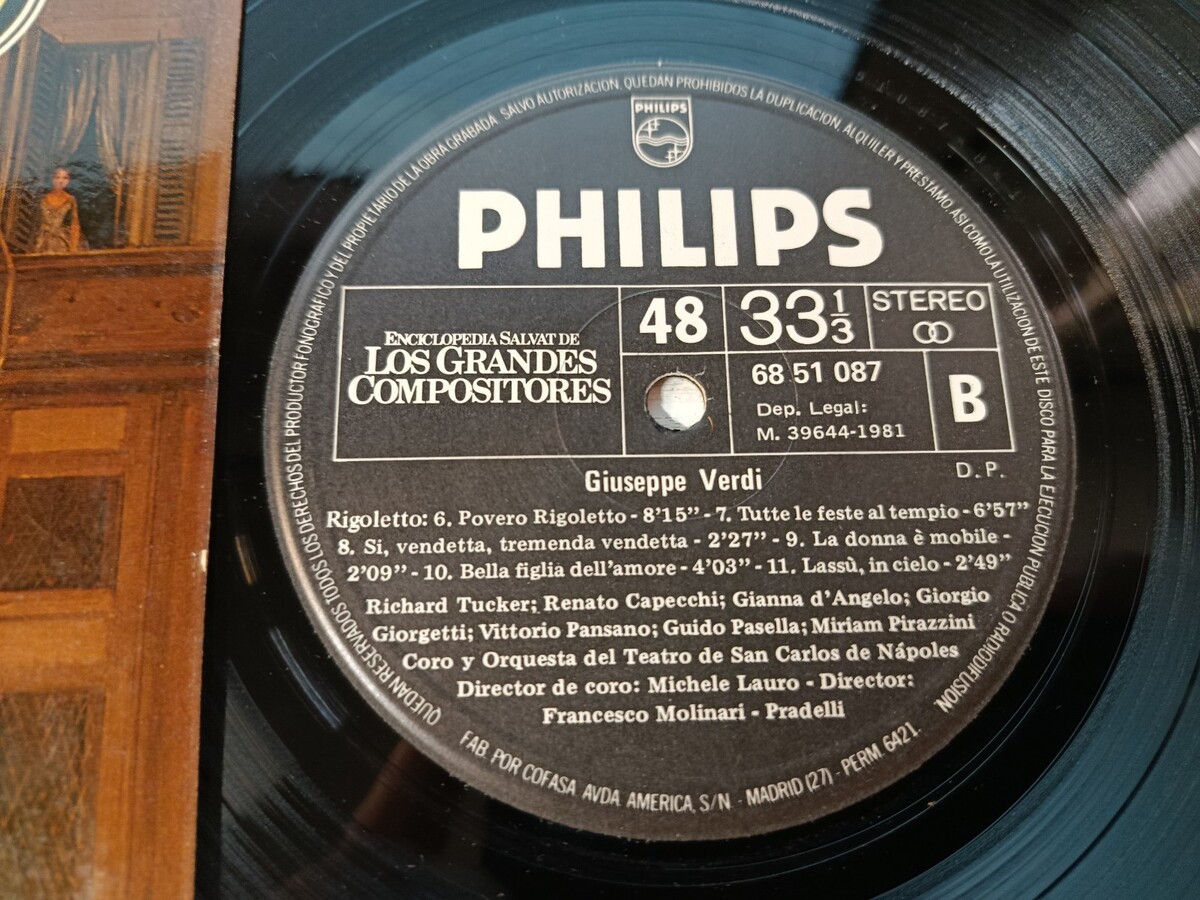 PHILIPS
PHILIPS
ENCICLOPEDIA SALVAT DE
LOS GRANDES
COMPOSITORES
48
33 1/3
STEREO
68 51 087
Dep. Legal:
M. 39644-1981
B
Giuseppe Verdi
D.P.
Rigoletto: 6. Povero Rigoletto - 8'15" - 7. Tutte le feste al tempio - 6'57"
8. Si, vendetta, tremenda vendetta - 2'27" - 9. La donna è mobile -
2'09" - 10. Bella figlia dell'amore - 4'03" - 11. Lassù, in cielo - 2'49"
Richard Tucker; Renato Capecchi; Gianna d'Angelo; Giorgio
Giorgetti; Vittorio Pansano; Guido Pasella; Miriam Pirazzini
Coro y Orquesta del Teatro de San Carlos de Nápoles
Director de coro: Michele Lauro - Director:
Francesco Molinari - Pradelli
QUEDAN RESERVADOS TODOS LOS DERECHOS DEL PRODUCTOR FONOGRAFICO Y DEL PROPIETARIO DE LA OBRA GRABADA. SALVO AUTORIZACION, QUEDAN PROHIBIDOS LA DUPLICACION, ALQUILER Y PRESTAMO, ASI COMO LA UTILIZACION DE ESTE DISCO PARA LA EJECUCION PUBLICA O RADIODIFUSION.
FAB. POR COFASA AVDA AMERICA, S/N - MADRID (27) - PERM. 6421.